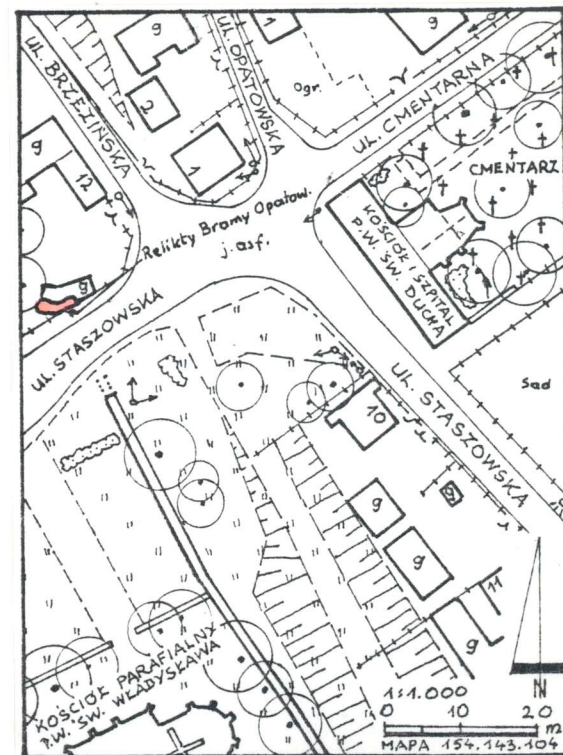 UL. BRZEZIŃSKA
g
1
g
UL. OPATOWSKA
Ogr.
2
1
UL. CMENTARNA
g
12
CMENTARZ
Relikty Bramy Opatow.
j. asf.
KOŚCIÓŁ I SZPITAL
P.W. ŚW. DUCHA
g
UL. STASZOWSKA
UL. STASZOWSKA
Sad
10
g
g
g
11
g
KOŚCIÓŁ PARAFIALNY
P.W. ŚW. WŁADYSŁAWA
1:1.000
N
0 10 20 m
MAPA 154.143.104